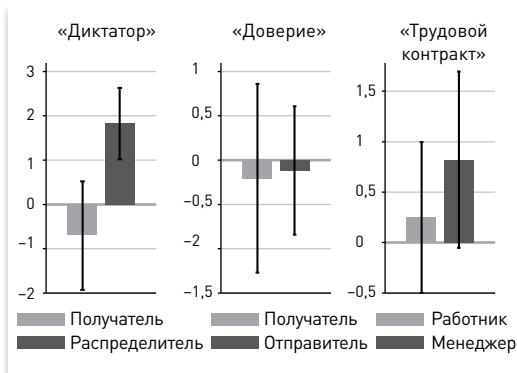 «Диктатор»
3
2
1
0
−1
−2
Получатель
Распределитель
«Доверие»
1
0,5
0
−0,5
−2
−1,5
Получатель
Отправитель
«Трудовой
контракт»
1,5
1
0,5
0
−0,5
Работник
Менеджер